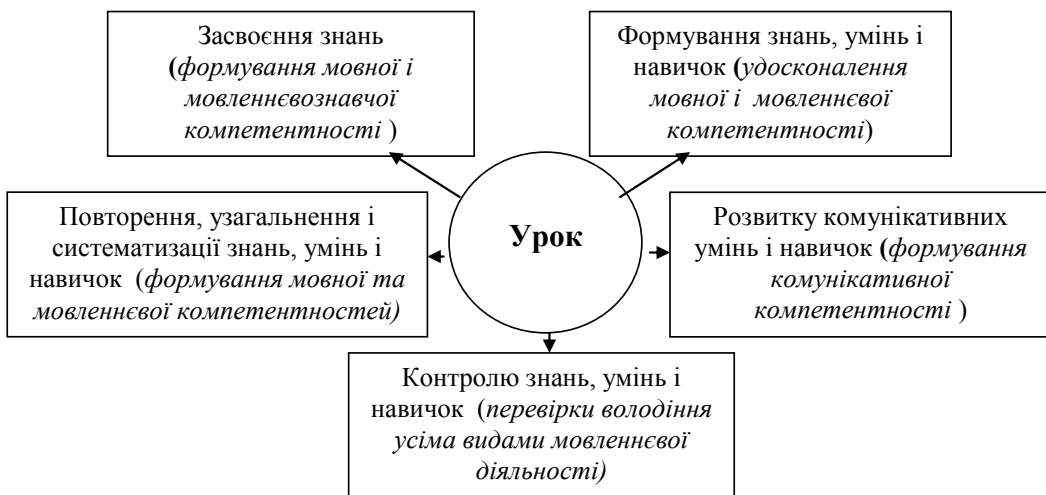 Засвоєння знань
(формування мовної і
мовленнєвознавчої
компетентності )
Формування знань, умінь і
навичок (удосконалення
мовної і мовленнєвої
компетентності)
Повторення, узагальнення і
систематизації знань, умінь і
навичок (формування мовної та
мовленнєвої компетентностей)
Урок
Розвитку комунікативних
умінь і навичок (формування
комунікативної
компетентності )
Контролю знань, умінь і
навичок (перевірки володіння
усіма видами мовленнєвої
діяльності)